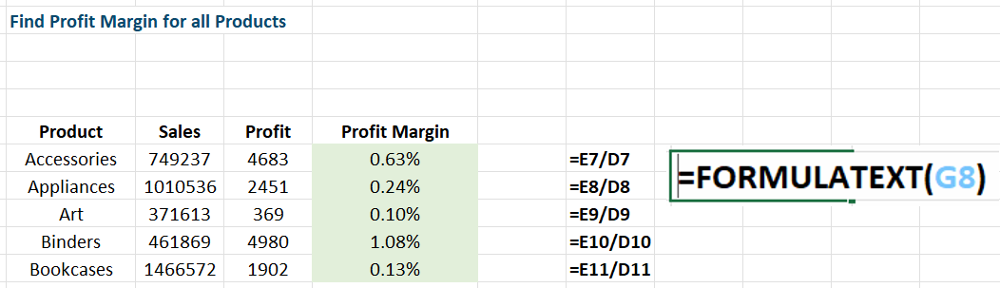 Find Profit Margin for all Products
Product Sales Profit Profit Margin
Accessories 749237 4683 0.63% =E7/D7 =FORMULATEXT(G8)
Appliances 1010536 2451 0.24% =E8/D8
Art 371613 369 0.10% =E9/D9
Binders 461869 4980 1.08% =E10/D10
Bookcases 1466572 1902 0.13% =E11/D11